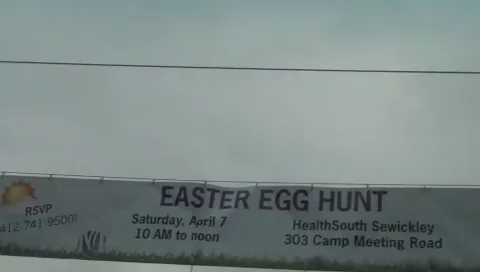 EASTER EGG HUNT
RSVP
412-741-9500!
Saturday, April 7
10 AM to noon
HealthSouth Sewickley
303 Camp Meeting Road